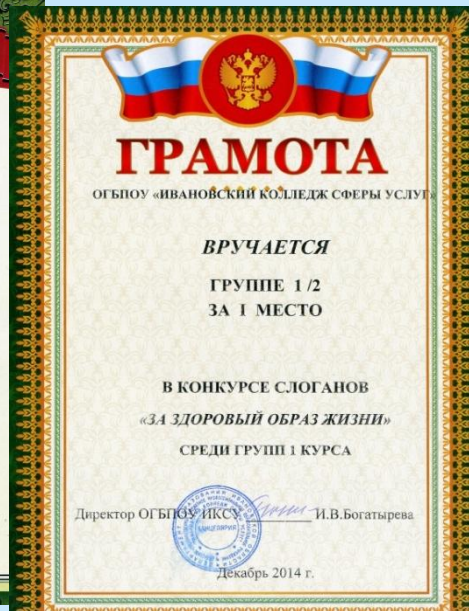 ГРАМОТА
ОГБПОУ «ИВАНОВСКИЙ КОЛЛЕДЖ СФЕРЫ УСЛУГ»
ВРУЧАЕТСЯ
ГРУППЕ 1 /2
ЗА I МЕСТО
В КОНКУРСЕ СЛОГАНОВ
«ЗА ЗДОРОВЫЙ ОБРАЗ ЖИЗНИ»
СРЕДИ ГРУПП 1 КУРСА
Директор ОГБПОУ ИКСУ И.В.Богатырева
КАНЦЕЛЯРИЯ
Декабрь 2014 г.